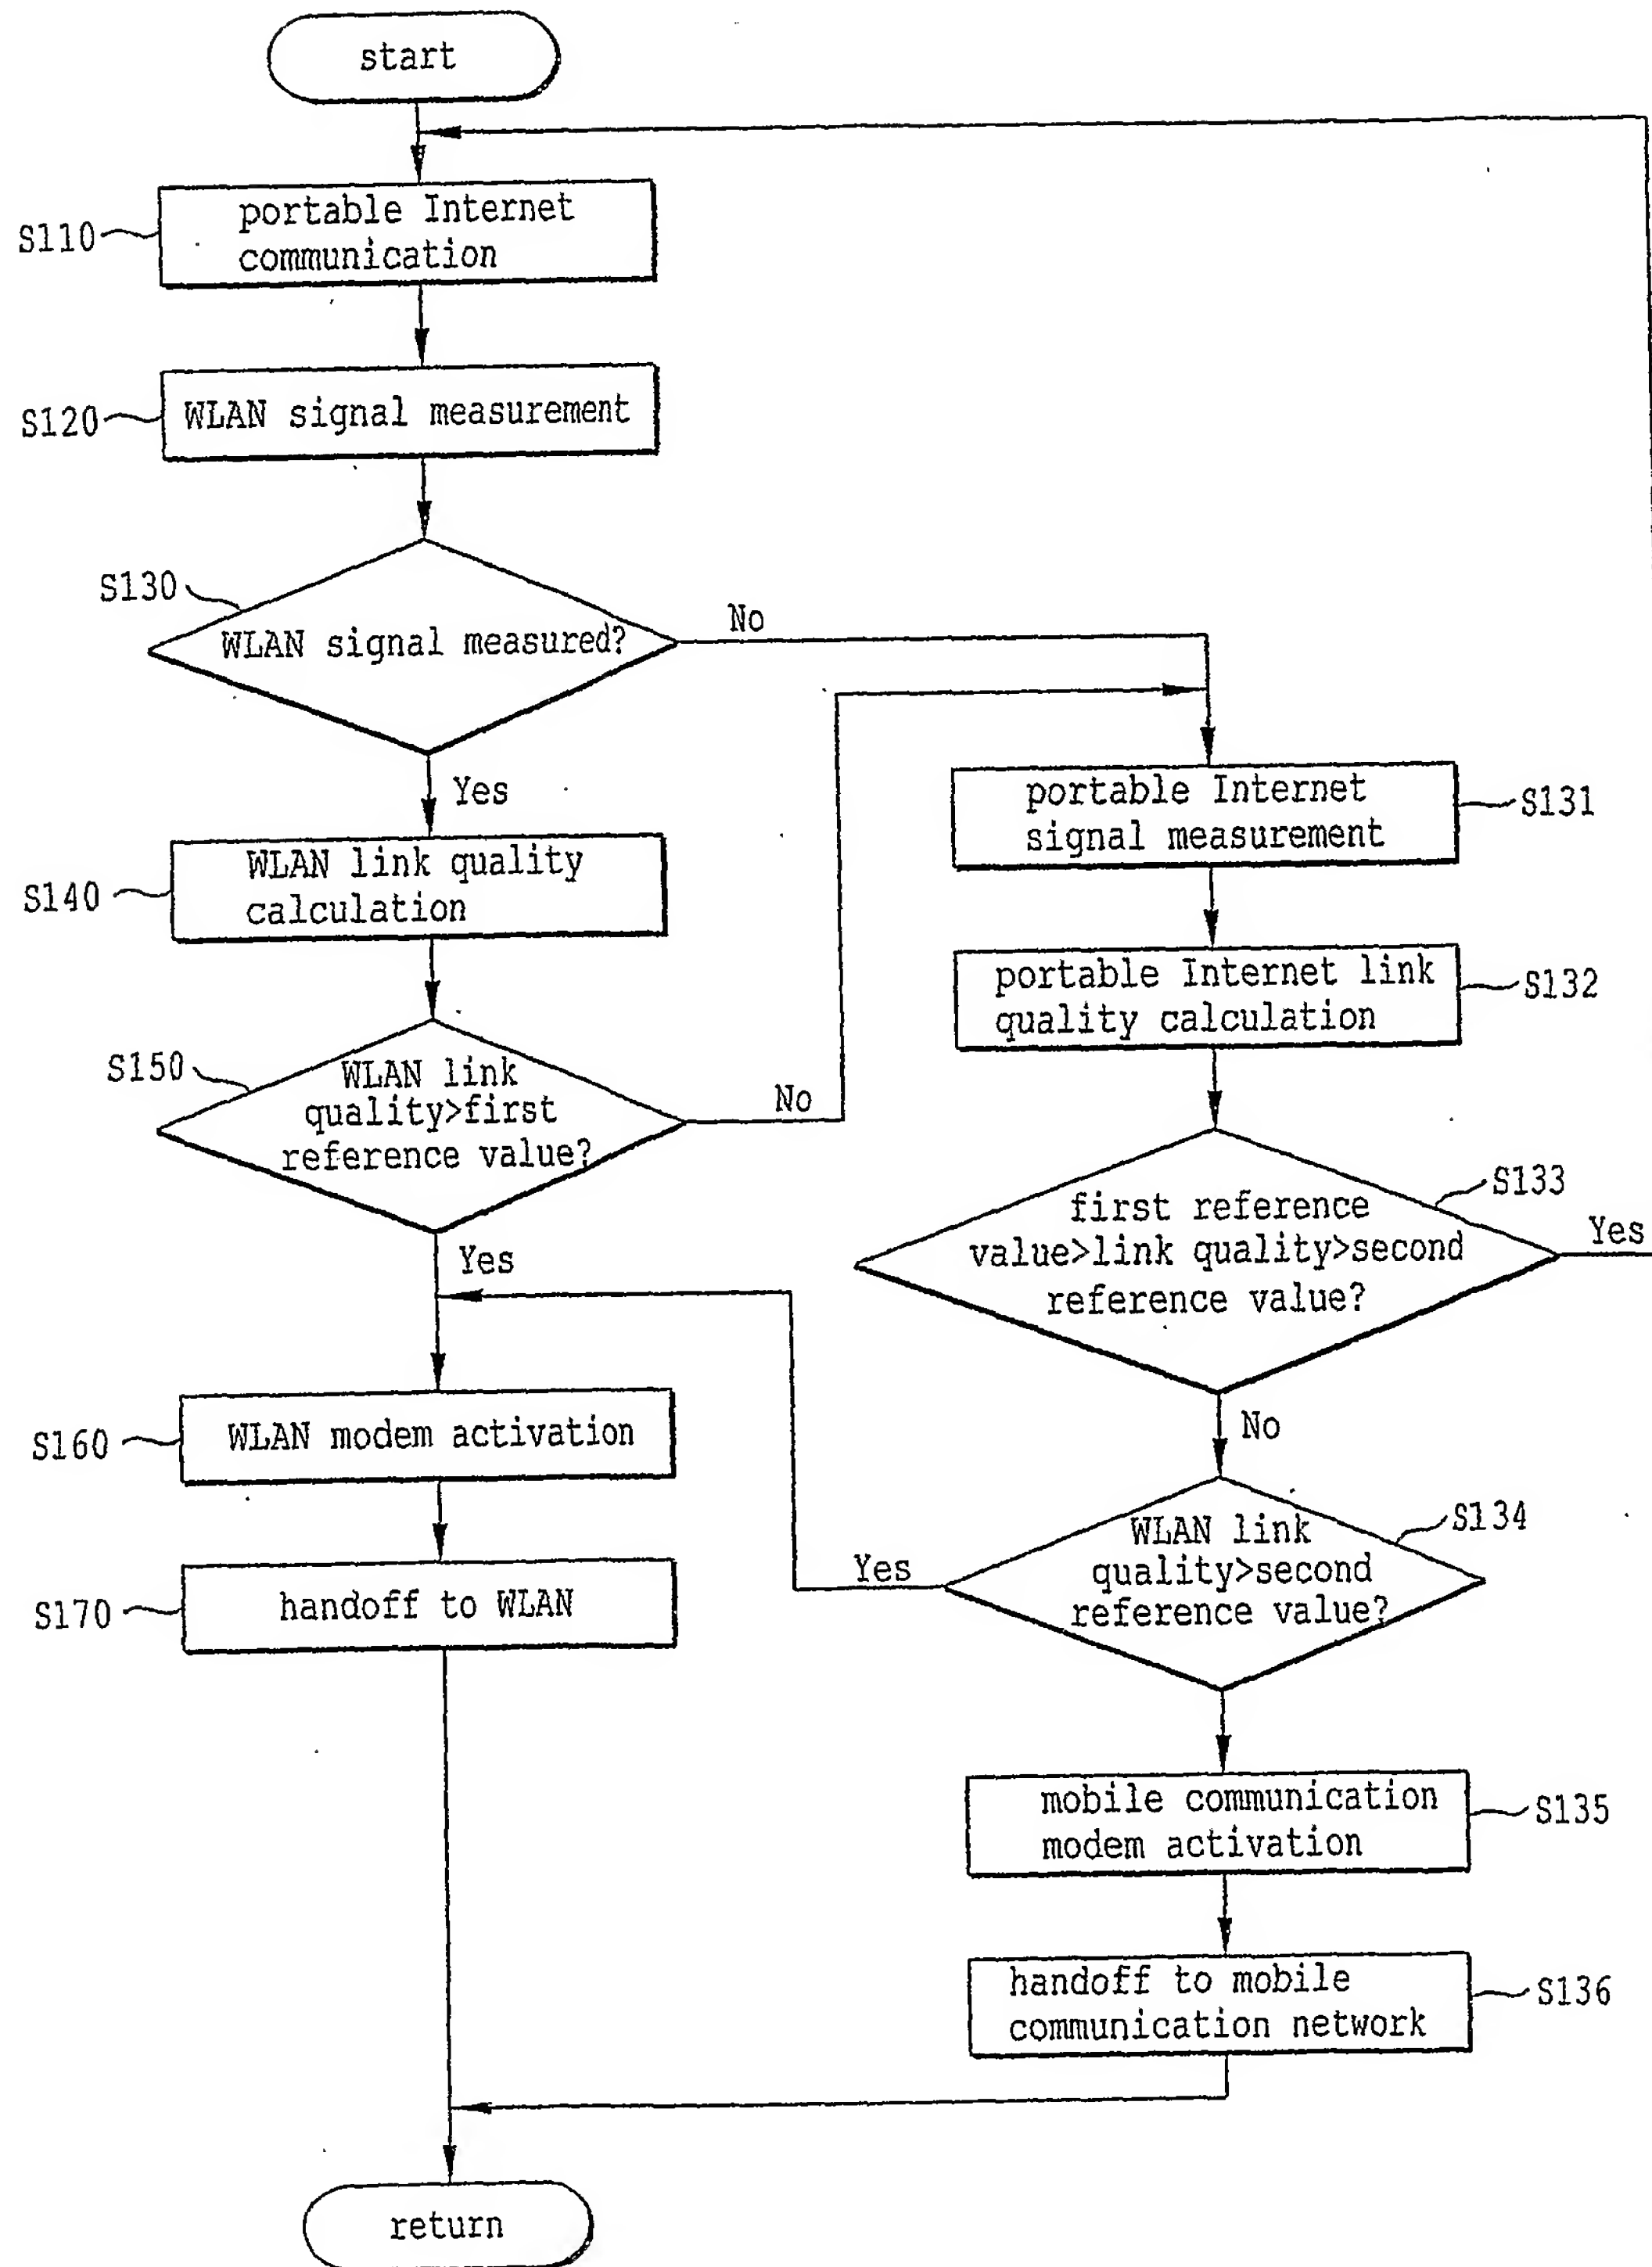 start
S110
portable Internet
communication
S120
WLAN signal measurement
S130
WLAN signal measured?
No
Yes
S140
WLAN link quality
calculation
S150
WLAN link
quality>first
reference value?
No
Yes
S160
WLAN modem activation
S170
handoff to WLAN
portable Internet
signal measurement
S131
portable Internet link
quality calculation
S132
S133
first reference
value>link quality>second
reference value?
Yes
No
S134
WLAN link
quality>second
reference value?
Yes
mobile communication
modem activation
S135
handoff to mobile
communication network
S136
return